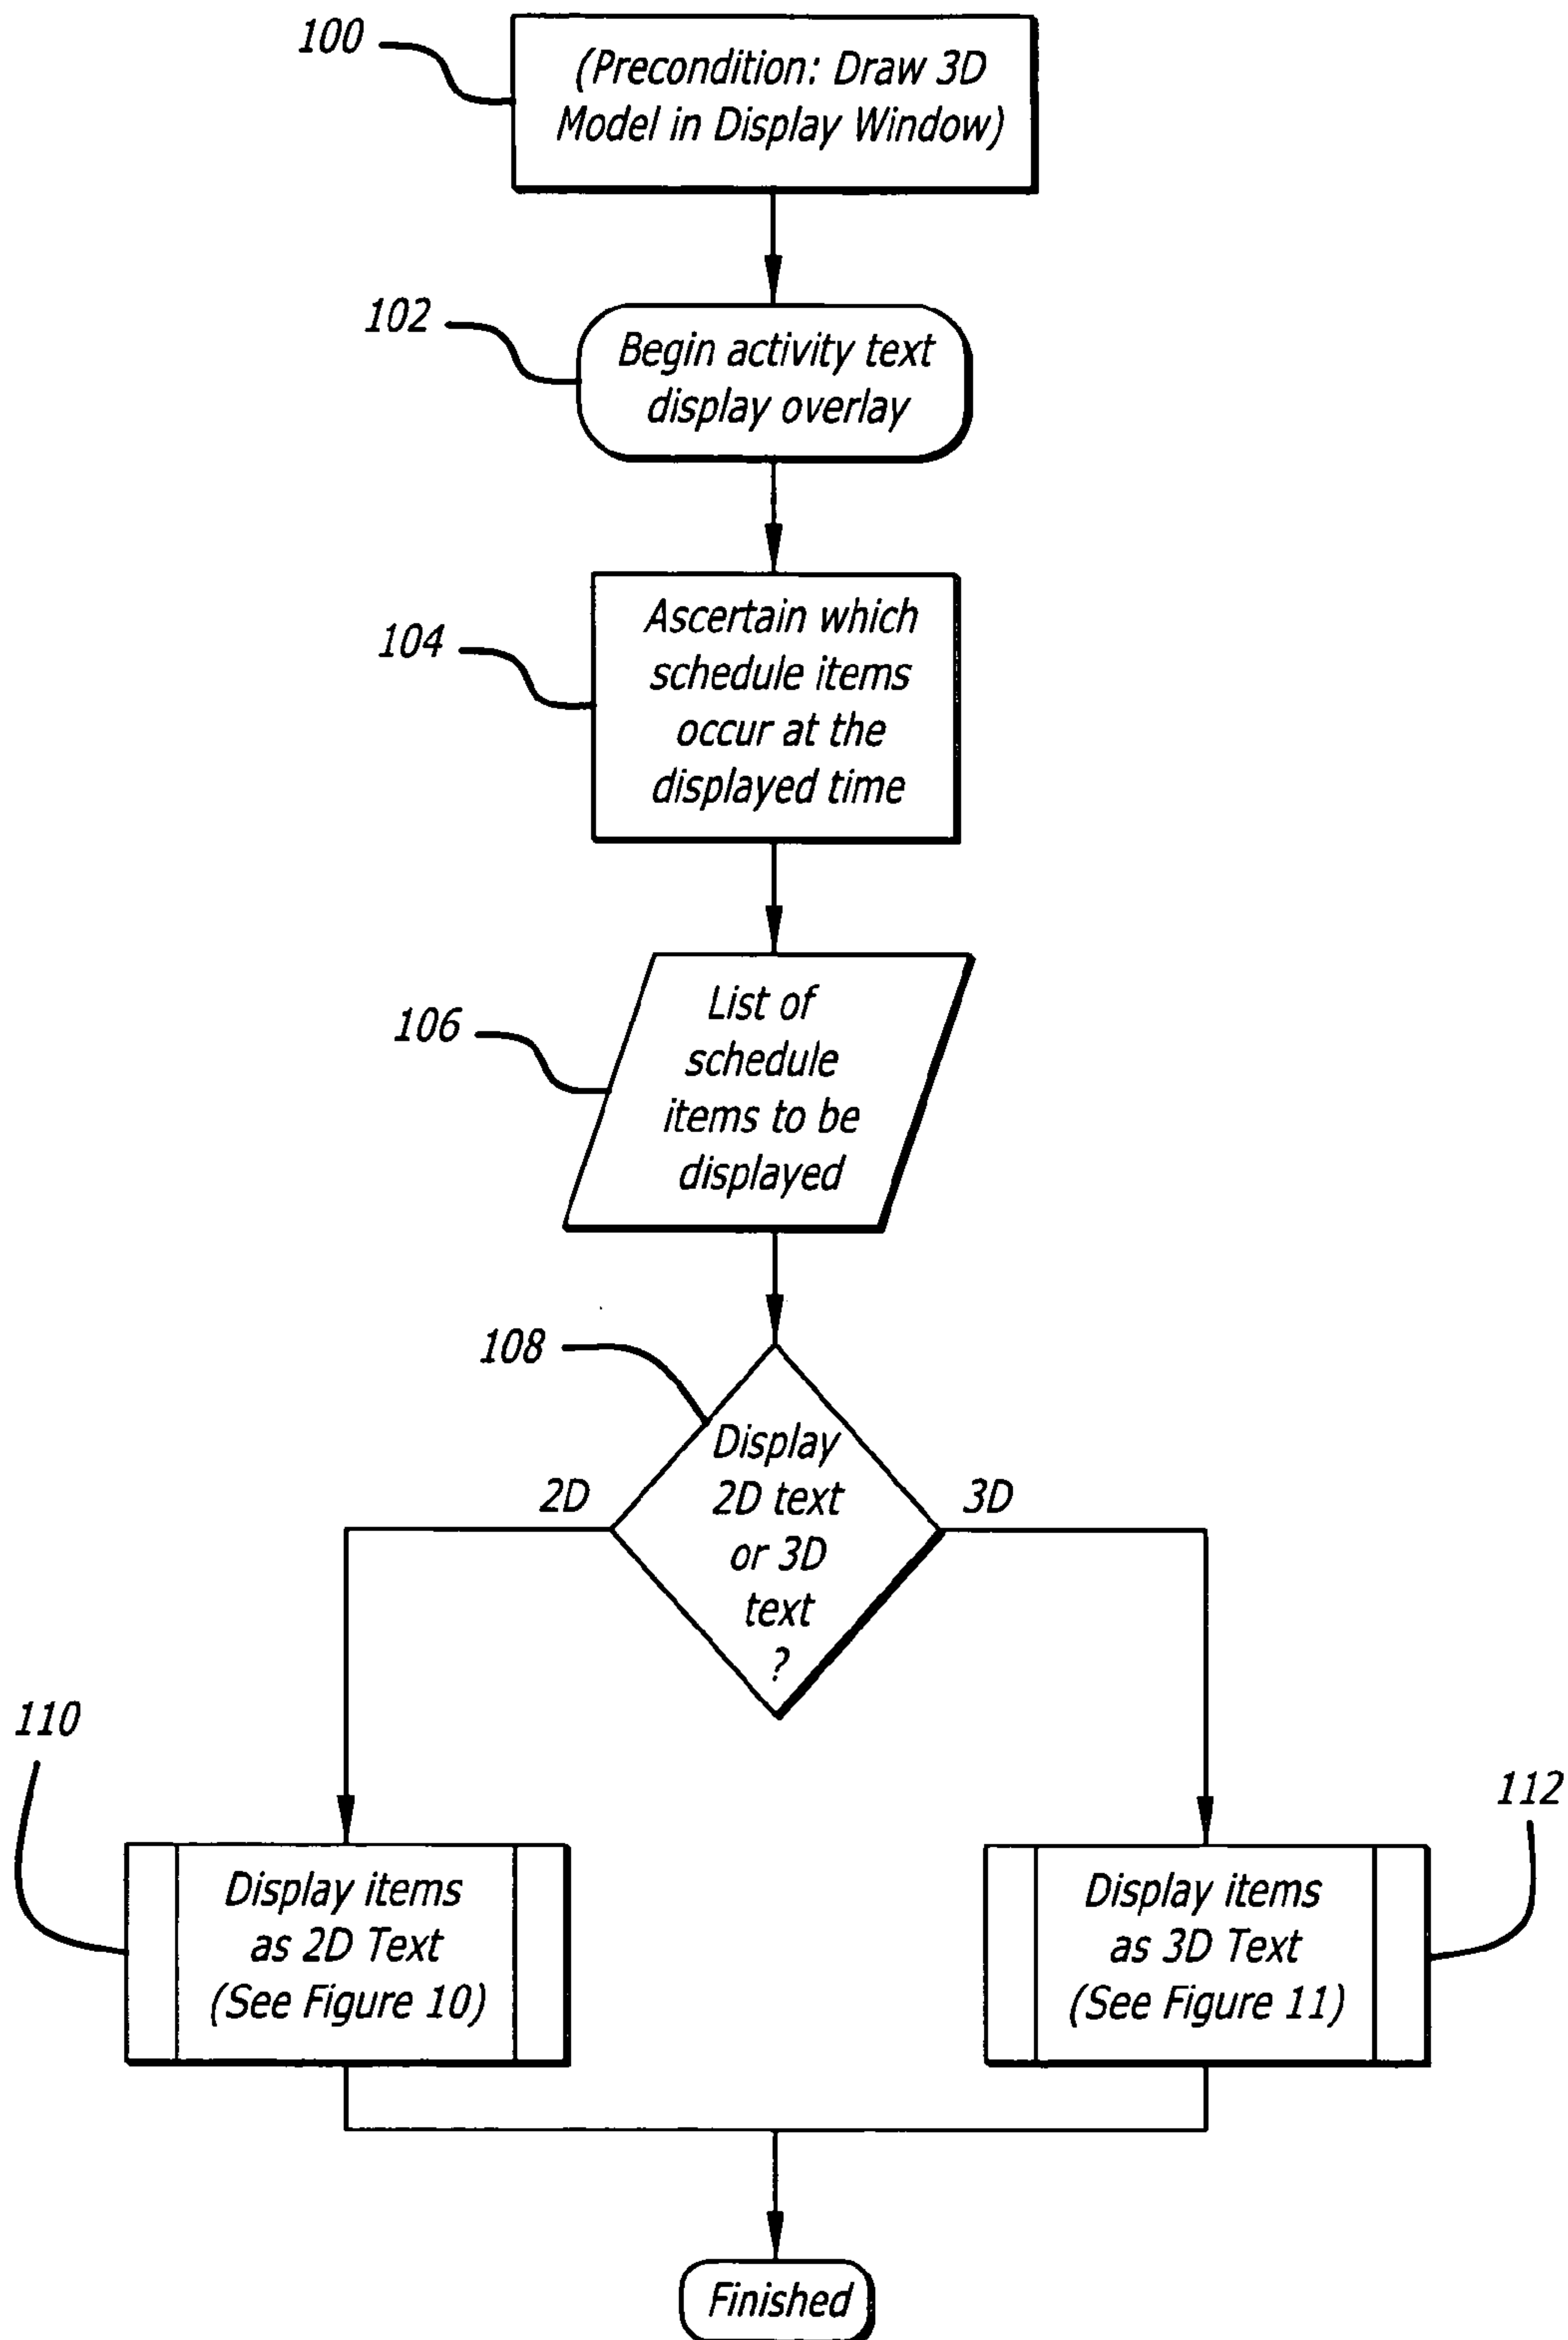 100
(Precondition: Draw 3D
Model in Display Window)
102
Begin activity text
display overlay
104
Ascertain which
schedule items
occur at the
displayed time
106
List of
schedule
items to be
displayed
108
Display
2D text
or 3D
text
?
2D
3D
110
Display items
as 2D Text
(See Figure 10)
112
Display items
as 3D Text
(See Figure 11)
Finished